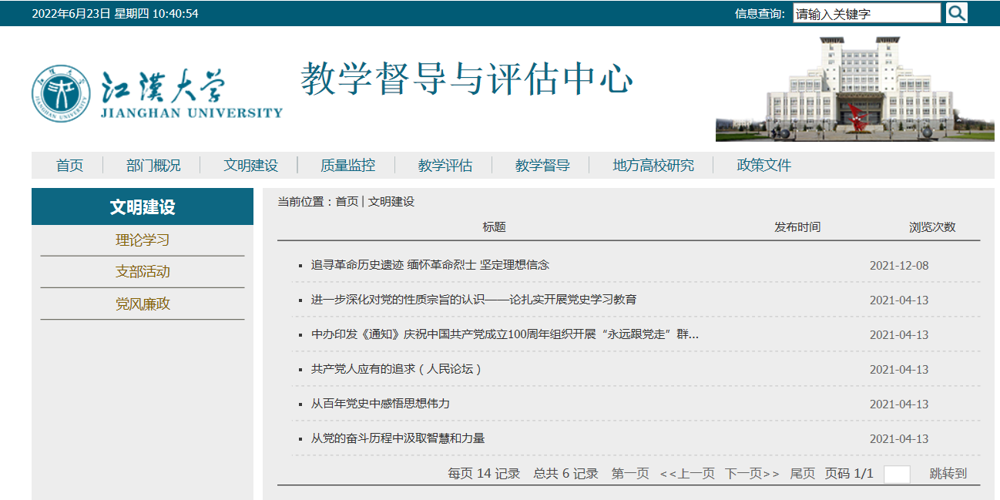 2022年6月23日 星期四 10:40:54
信息查询: 请输入关键字
江汉大学
JIANGHAN UNIVERSITY
教学督导与评估中心
首页 部门概况 文明建设 质量监控 教学评估 教学督导 地方高校研究 政策文件
文明建设
理论学习
支部活动
党风廉政
当前位置：首页 | 文明建设
标题 发布时间 浏览次数
追寻革命历史遗迹 缅怀革命烈士 坚定理想信念 2021-12-08
进一步深化对党的性质宗旨的认识——论扎实开展党史学习教育 2021-04-13
中办印发《通知》庆祝中国共产党成立100周年组织开展“永远跟党走”群... 2021-04-13
共产党人应有的追求（人民论坛） 2021-04-13
从百年党史中感悟思想伟力 2021-04-13
从党的奋斗历程中汲取智慧和力量 2021-04-13
每页 14 记录 总共 6 记录 第一页 <<上一页 下一页>> 尾页 页码 1/1 跳转到